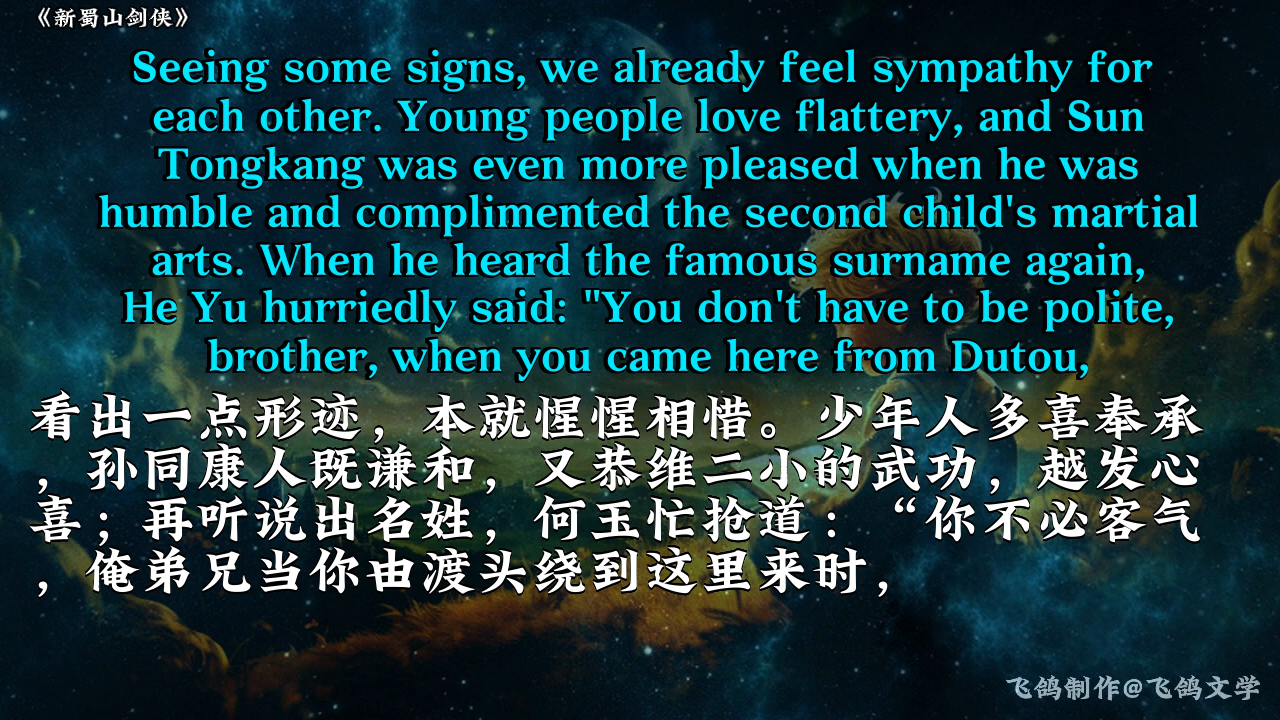 《新蜀山剑侠》
Seeing some signs, we already feel sympathy for
each other. Young people love flattery, and Sun
Tongkang was even more pleased when he was
humble and complimented the second child's martial
arts. When he heard the famous surname again,
He Yu hurriedly said: "You don't have to be polite,
brother, when you came here from Dutou,
看出一点形迹，本就惺惺相惜。少年人多喜奉承
，孙同康人既谦和，又恭维二小的武功，越发心
喜；再听说出名姓，何玉忙抢道：“你不必客气
，俺弟兄当你由渡头绕到这里来时，
飞鸽制作@飞鸽文学